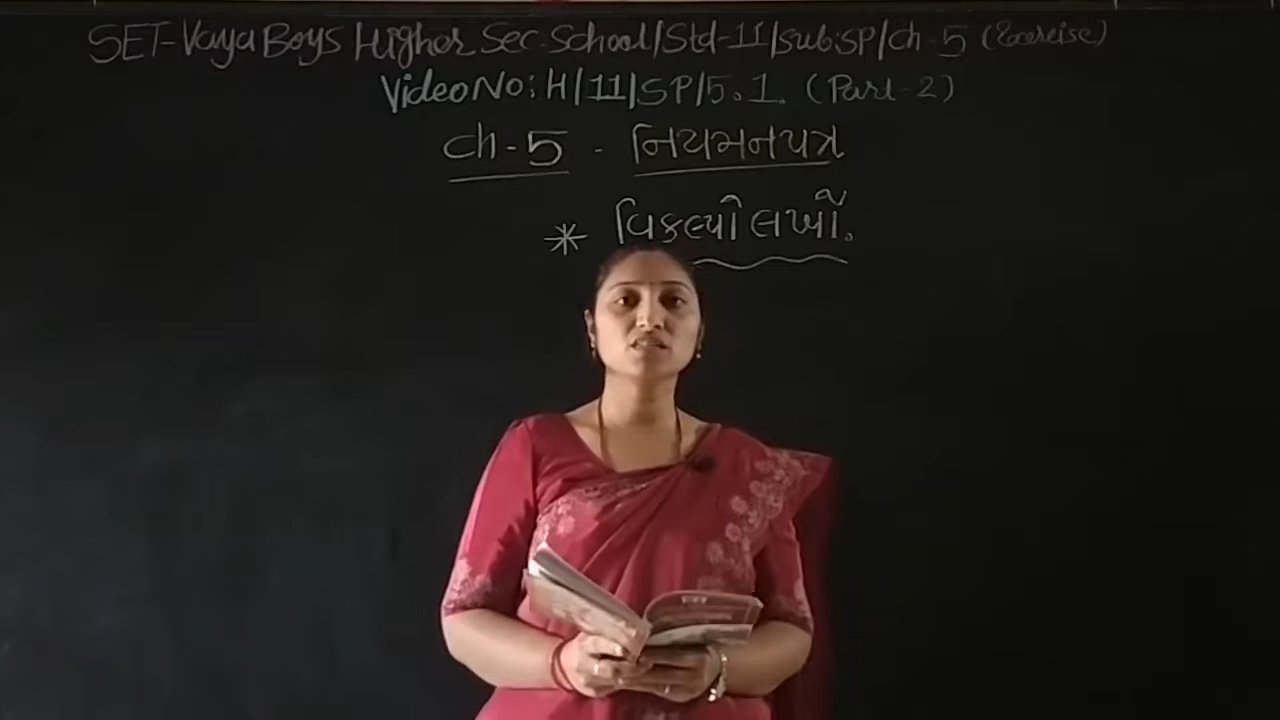 SET-Vaya Boys Higher Sec. School/Std-11/sub:SP/ch-5 (Exercise)
Video No: H/11/SP/5.1. (Part-2)
ch-5 - નિયમનપત્ર
* વિકલ્પો લખો.